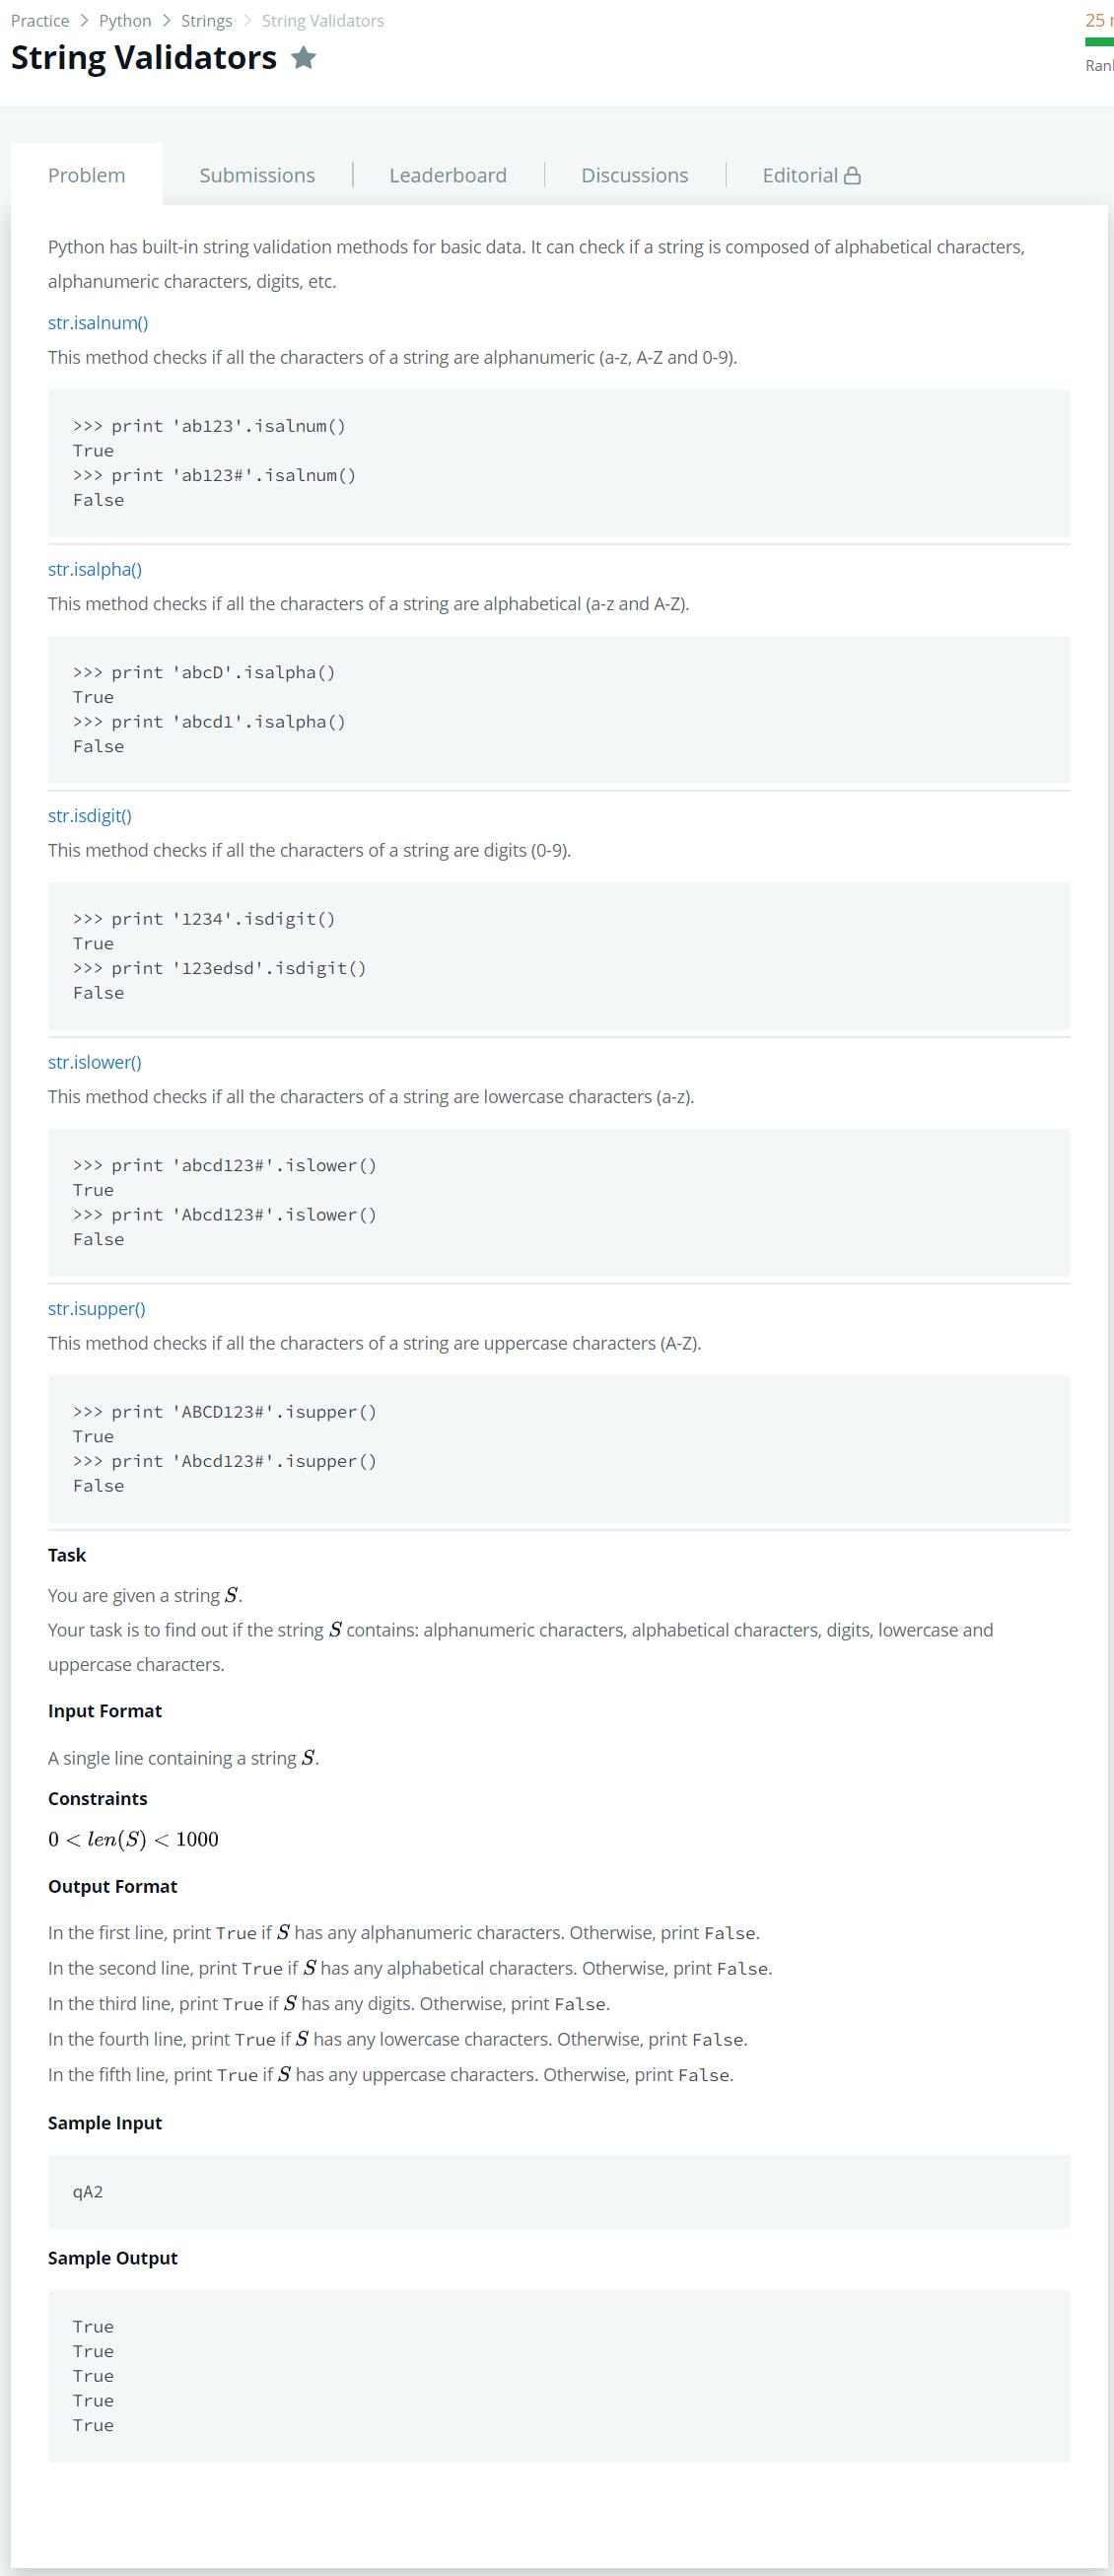 Practice > Python > Strings > String Validators
25
String Validators
Problem
Submissions
Leaderboard
Discussions
Editorial
Python has built-in string validation methods for basic data. It can check if a string is composed of alphabetical characters,
alphanumeric characters, digits, etc.
str.isalnum()
This method checks if all the characters of a string are alphanumeric (a-z, A-Z and 0-9).
>>> print 'ab123'.isalnum()
True
>>> print 'ab123#'.isalnum()
False
str.isalpha()
This method checks if all the characters of a string are alphabetical (a-z and A-Z).
>>> print 'abcD'.isalpha()
True
>>> print 'abcd1'.isalpha()
False
str.isdigit()
This method checks if all the characters of a string are digits (0-9).
>>> print '1234'.isdigit()
True
>>> print '123edsd'.isdigit()
False
str.islower()
This method checks if all the characters of a string are lowercase characters (a-z).
>>> print 'abcd123#'.islower()
True
>>> print 'Abcd123#'.islower()
False
str.isupper()
This method checks if all the characters of a string are uppercase characters (A-Z).
>>> print 'ABCD123#'.isupper()
True
>>> print 'Abcd123#'.isupper()
False
Task
You are given a string S.
Your task is to find out if the string S contains: alphanumeric characters, alphabetical characters, digits, lowercase and
uppercase characters.
Input Format
A single line containing a string S.
Constraints
0 < len(S) < 1000
Output Format
In the first line, print True if S has any alphanumeric characters. Otherwise, print False.
In the second line, print True if S has any alphabetical characters. Otherwise, print False.
In the third line, print True if S has any digits. Otherwise, print False.
In the fourth line, print True if S has any lowercase characters. Otherwise, print False.
In the fifth line, print True if S has any uppercase characters. Otherwise, print False.
Sample Input
qA2
Sample Output
True
True
True
True
True